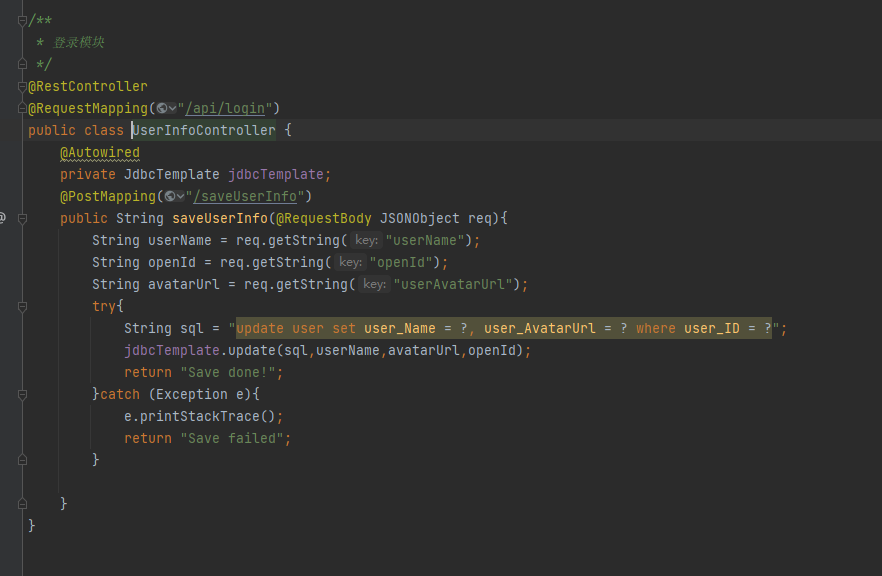 /**
 * 登录模块
 */
@RestController
@RequestMapping("/api/login")
public class UserInfoController {
    @Autowired
    private JdbcTemplate jdbcTemplate;
    @PostMapping("/saveUserInfo")
@
    public String saveUserInfo(@RequestBody JSONObject req){
        String userName = req.getString( key: "userName");
        String openId = req.getString( key: "openId");
        String avatarUrl = req.getString( key: "userAvatarUrl");
        try{
            String sql = "update user set user_Name = ?, user_AvatarUrl = ? where user_ID = ?";
            jdbcTemplate.update(sql,userName,avatarUrl,openId);
            return "Save done!";
        }catch (Exception e){
            e.printStackTrace();
            return "Save failed";
        }
    }
}